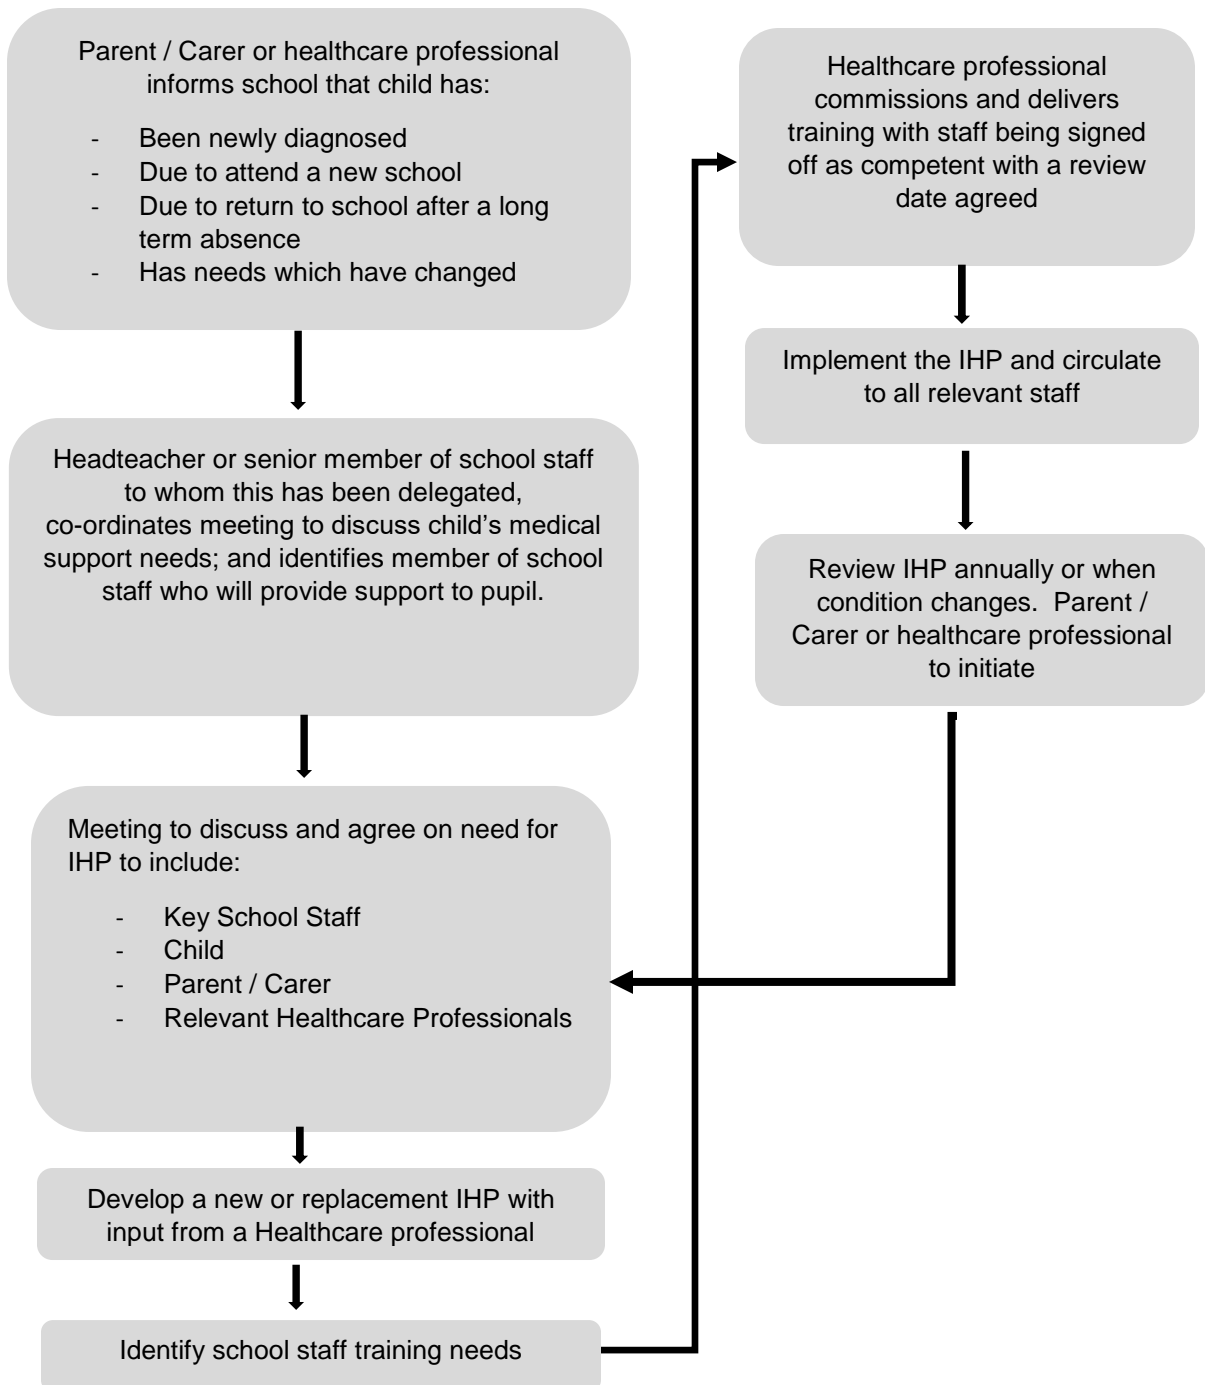 Parent / Carer or healthcare professional
informs school that child has:
- Been newly diagnosed
- Due to attend a new school
- Due to return to school after a long
term absence
- Has needs which have changed
Headteacher or senior member of school staff
to whom this has been delegated,
co-ordinates meeting to discuss child’s medical
support needs; and identifies member of school
staff who will provide support to pupil.
Meeting to discuss and agree on need for
IHP to include:
- Key School Staff
- Child
- Parent / Carer
- Relevant Healthcare Professionals
Develop a new or replacement IHP with
input from a Healthcare professional
Identify school staff training needs
Healthcare professional
commissions and delivers
training with staff being signed
off as competent with a review
date agreed
Implement the IHP and circulate
to all relevant staff
Review IHP annually or when
condition changes.  Parent /
Carer or healthcare professional
to initiate